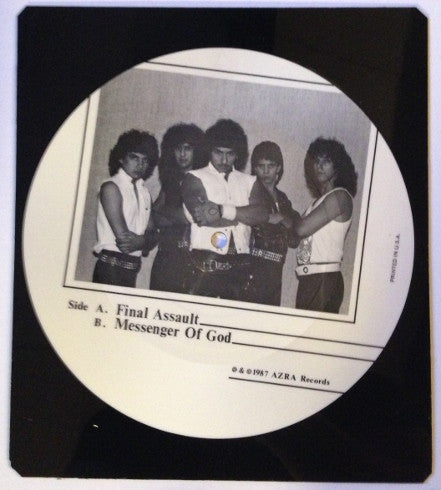 Side A. Final Assault
B. Messenger Of God
℗ & ©1987 AZRA Records
PRINTED IN U.S.A.